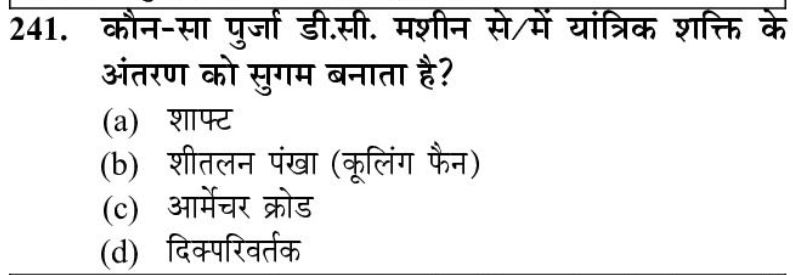 241. कौन-सा पुर्जा डी.सी. मशीन से/में यांत्रिक शक्ति के
अंतरण को सुगम बनाता है?
(a) शाफ्ट
(b) शीतलन पंखा (कूलिंग फैन)
(c) आर्मेचर क्रोड
(d) दिक्परिवर्तक